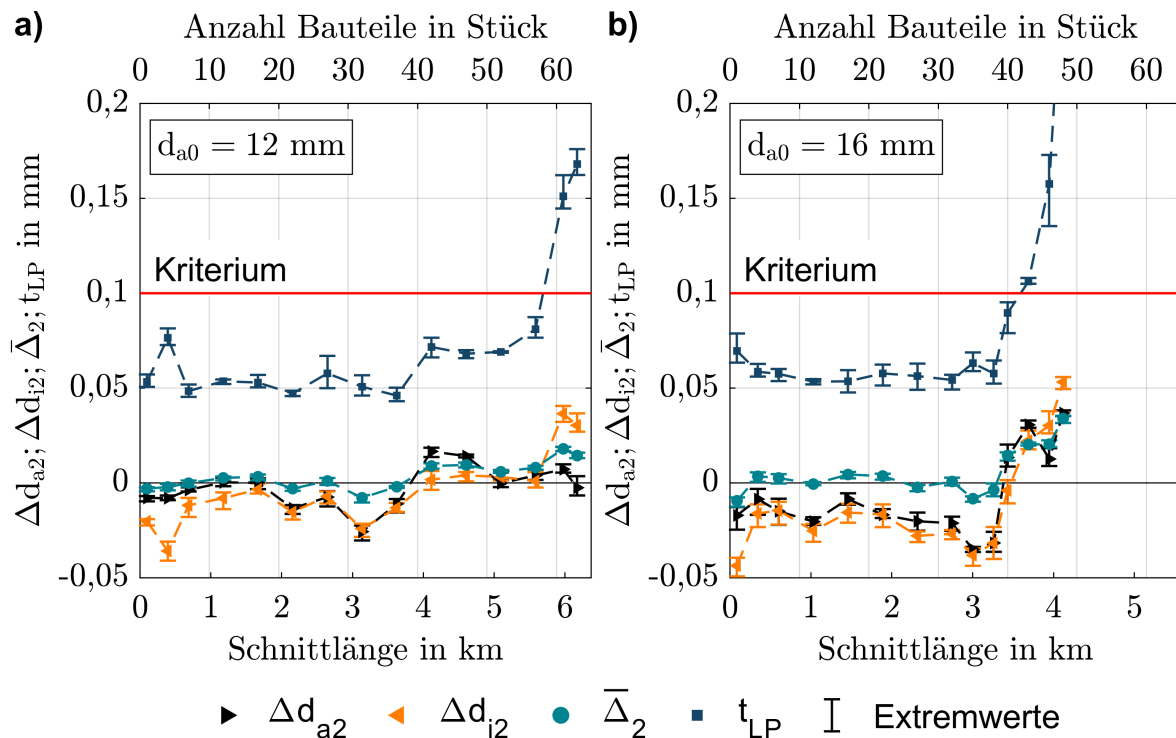 a)
Anzahl Bauteile in Stück
0 10 20 30 40 50 60
Δd_a2; Δd_i2; Δ̅_2; t_LP in mm
0,2
0,15
0,1
0,05
0
-0,05
d_a0 = 12 mm
Kriterium
0 1 2 3 4 5 6
Schnittlänge in km
b)
Anzahl Bauteile in Stück
0 10 20 30 40 50 60
Δd_a2; Δd_i2; Δ̅_2; t_LP in mm
0,2
0,15
0,1
0,05
0
-0,05
d_a0 = 16 mm
Kriterium
0 1 2 3 4 5
Schnittlänge in km
Δd_a2 Δd_i2 Δ̅_2 t_LP Extremwerte